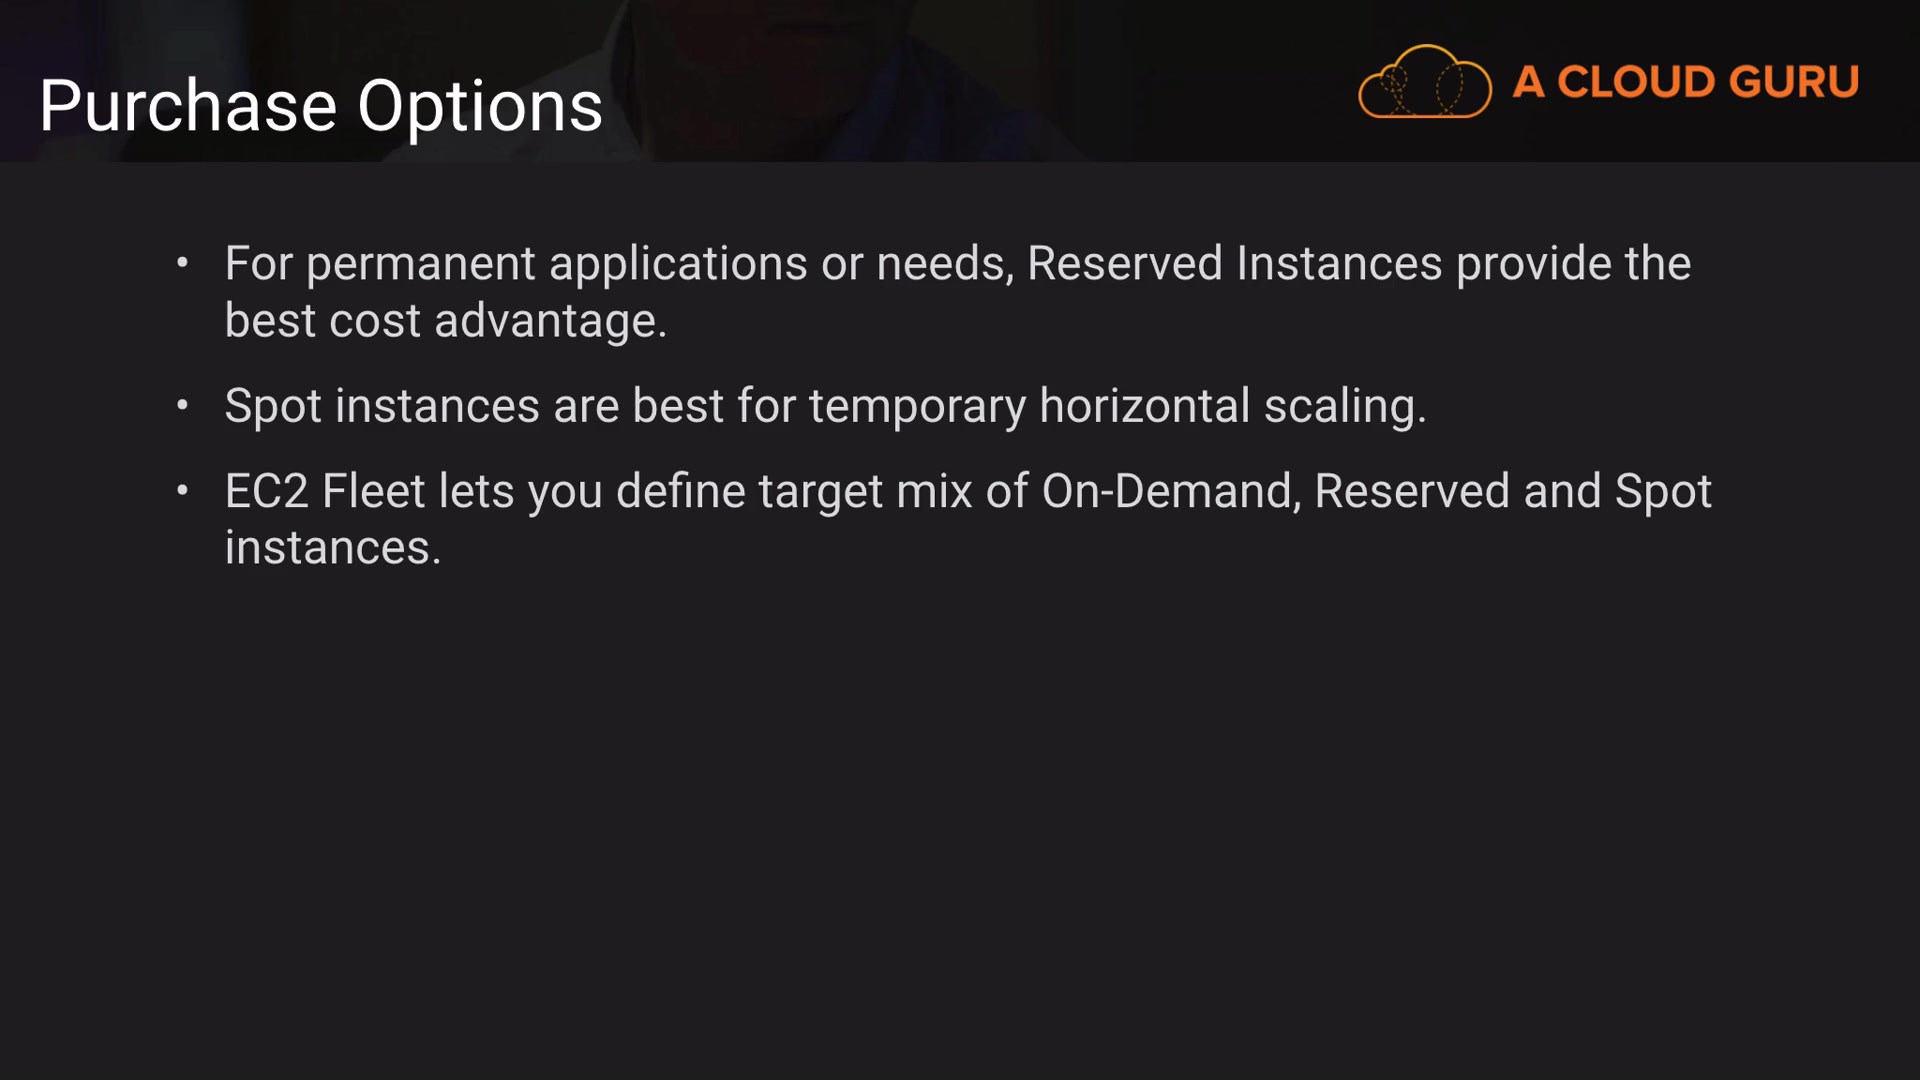 Purchase Options
A CLOUD GURU
• For permanent applications or needs, Reserved Instances provide the
best cost advantage.
• Spot instances are best for temporary horizontal scaling.
• EC2 Fleet lets you define target mix of On-Demand, Reserved and Spot
instances.